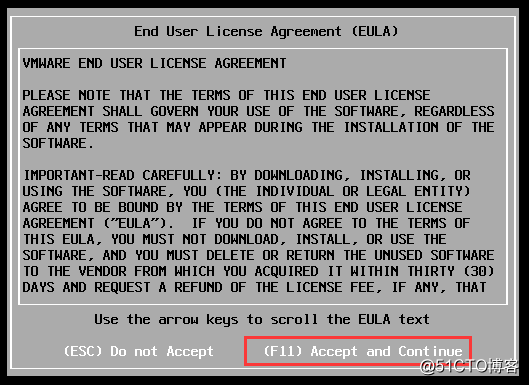 End User License Agreement (EULA)
VMWARE END USER LICENSE AGREEMENT
PLEASE NOTE THAT THE TERMS OF THIS END USER LICENSE
AGREEMENT SHALL GOVERN YOUR USE OF THE SOFTWARE, REGARDLESS
OF ANY TERMS THAT MAY APPEAR DURING THE INSTALLATION OF THE
SOFTWARE.
IMPORTANT-READ CAREFULLY: BY DOWNLOADING, INSTALLING, OR
USING THE SOFTWARE, YOU (THE INDIVIDUAL OR LEGAL ENTITY)
AGREE TO BE BOUND BY THE TERMS OF THIS END USER LICENSE
AGREEMENT ("EULA"). IF YOU DO NOT AGREE TO THE TERMS OF
THIS EULA, YOU MUST NOT DOWNLOAD, INSTALL, OR USE THE
SOFTWARE, AND YOU MUST DELETE OR RETURN THE UNUSED SOFTWARE
TO THE VENDOR FROM WHICH YOU ACQUIRED IT WITHIN THIRTY (30)
DAYS AND REQUEST A REFUND OF THE LICENSE FEE, IF ANY, THAT
Use the arrow keys to scroll the EULA text
(ESC) Do not Accept (F11) Accept and Continue
@51CTO博客